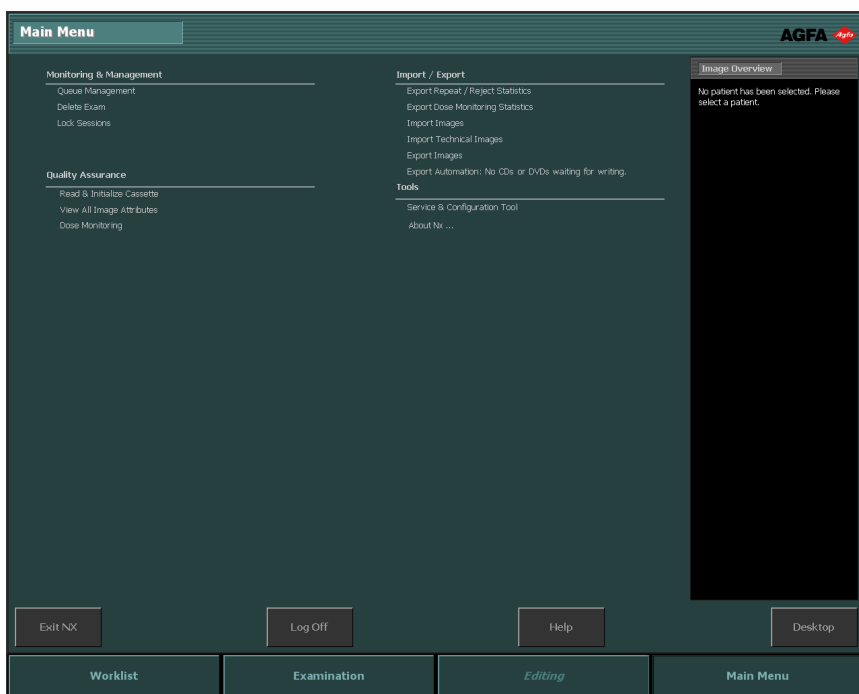 Main Menu
AGFA Agfa
Monitoring & Management
Queue Management
Delete Exam
Lock Sessions
Quality Assurance
Read & Initialize Cassette
View All Image Attributes
Dose Monitoring
Import / Export
Export Repeat / Reject Statistics
Export Dose Monitoring Statistics
Import Images
Import Technical Images
Export Images
Export Automation: No CDs or DVDs waiting for writing.
Tools
Service & Configuration Tool
About Nx ...
Image Overview
No patient has been selected. Please
select a patient.
Exit NX
Log Off
Help
Desktop
Worklist
Examination
Editing
Main Menu